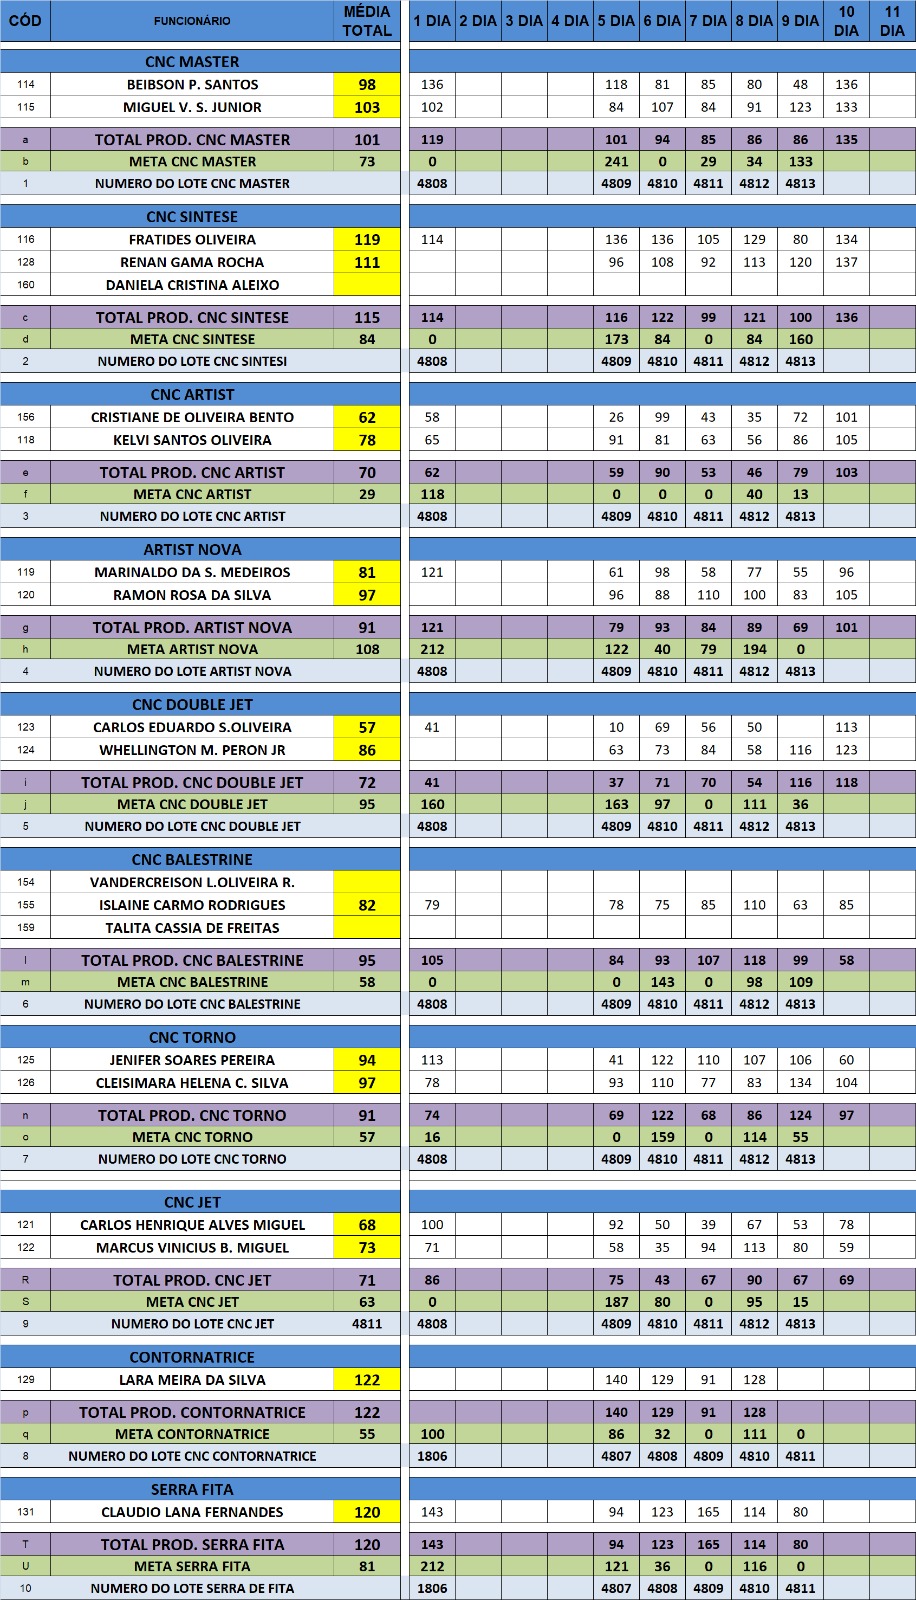 CÓD FUNCIONÁRIO MÉDIA TOTAL 1 DIA 2 DIA 3 DIA 4 DIA 5 DIA 6 DIA 7 DIA 8 DIA 9 DIA 10 DIA 11 DIA
CNC MASTER
114 BEIBSON P. SANTOS 98 136 118 81 85 80 48 136
115 MIGUEL V. S. JUNIOR 103 102 84 107 84 91 123 133
a TOTAL PROD. CNC MASTER 101 119 101 94 85 86 86 135
b META CNC MASTER 73 0 241 0 29 34 133
1 NUMERO DO LOTE CNC MASTER 4808 4809 4810 4811 4812 4813
CNC SINTESE
116 FRATIDES OLIVEIRA 119 114 136 136 105 129 80 134
128 RENAN GAMA ROCHA 111 96 108 92 113 120 137
160 DANIELA CRISTINA ALEIXO
c TOTAL PROD. CNC SINTESE 115 114 116 122 99 121 100 136
d META CNC SINTESE 84 0 173 84 0 84 160
2 NUMERO DO LOTE CNC SINTESI 4808 4809 4810 4811 4812 4813
CNC ARTIST
156 CRISTIANE DE OLIVEIRA BENTO 62 58 26 99 43 35 72 101
118 KELVI SANTOS OLIVEIRA 78 65 91 81 63 56 86 105
e TOTAL PROD. CNC ARTIST 70 62 59 90 53 46 79 103
f META CNC ARTIST 29 118 0 0 0 40 13
3 NUMERO DO LOTE CNC ARTIST 4808 4809 4810 4811 4812 4813
ARTIST NOVA
119 MARINALDO DA S. MEDEIROS 81 121 61 98 58 77 55 96
120 RAMON ROSA DA SILVA 97 96 88 110 100 83 105
g TOTAL PROD. ARTIST NOVA 91 121 79 93 84 89 69 101
h META ARTIST NOVA 108 212 122 40 79 194 0
4 NUMERO DO LOTE ARTIST NOVA 4808 4809 4810 4811 4812 4813
CNC DOUBLE JET
123 CARLOS EDUARDO S.OLIVEIRA 57 41 10 69 56 50 113
124 WHELLINGTON M. PERON JR 86 63 73 84 58 116 123
i TOTAL PROD. CNC DOUBLE JET 72 41 37 71 70 54 116 118
j META CNC DOUBLE JET 95 160 163 97 0 111 36
5 NUMERO DO LOTE CNC DOUBLE JET 4808 4809 4810 4811 4812 4813
CNC BALESTRINE
154 VANDERCREISON L.OLIVEIRA R.
155 ISLAINE CARMO RODRIGUES 82 79 78 75 85 110 63 85
159 TALITA CASSIA DE FREITAS
l TOTAL PROD. CNC BALESTRINE 95 105 84 93 107 118 99 58
m META CNC BALESTRINE 58 0 0 143 0 98 109
6 NUMERO DO LOTE CNC BALESTRINE 4808 4809 4810 4811 4812 4813
CNC TORNO
125 JENIFER SOARES PEREIRA 94 113 41 122 110 107 106 60
126 CLEISIMARA HELENA C. SILVA 97 78 93 110 77 83 134 104
n TOTAL PROD. CNC TORNO 91 74 69 122 68 86 124 97
o META CNC TORNO 57 16 0 159 0 114 55
7 NUMERO DO LOTE CNC TORNO 4808 4809 4810 4811 4812 4813
CNC JET
121 CARLOS HENRIQUE ALVES MIGUEL 68 100 92 50 39 67 53 78
122 MARCUS VINICIUS B. MIGUEL 73 71 58 35 94 113 80 59
R TOTAL PROD. CNC JET 71 86 75 43 67 90 67 69
S META CNC JET 63 0 187 80 0 95 15
9 NUMERO DO LOTE CNC JET 4811 4808 4809 4810 4811 4812 4813
CONTORNATRICE
129 LARA MEIRA DA SILVA 122 140 129 91 128
p TOTAL PROD. CONTORNATRICE 122 140 129 91 128
q META CONTORNATRICE 55 100 86 32 0 111 0
8 NUMERO DO LOTE CNC CONTORNATRICE 1806 4807 4808 4809 4810 4811
SERRA FITA
131 CLAUDIO LANA FERNANDES 120 143 94 123 165 114 80
T TOTAL PROD. SERRA FITA 120 143 94 123 165 114 80
U META SERRA FITA 81 212 121 36 0 116 0
10 NUMERO DO LOTE SERRA DE FITA 1806 4807 4808 4809 4810 4811